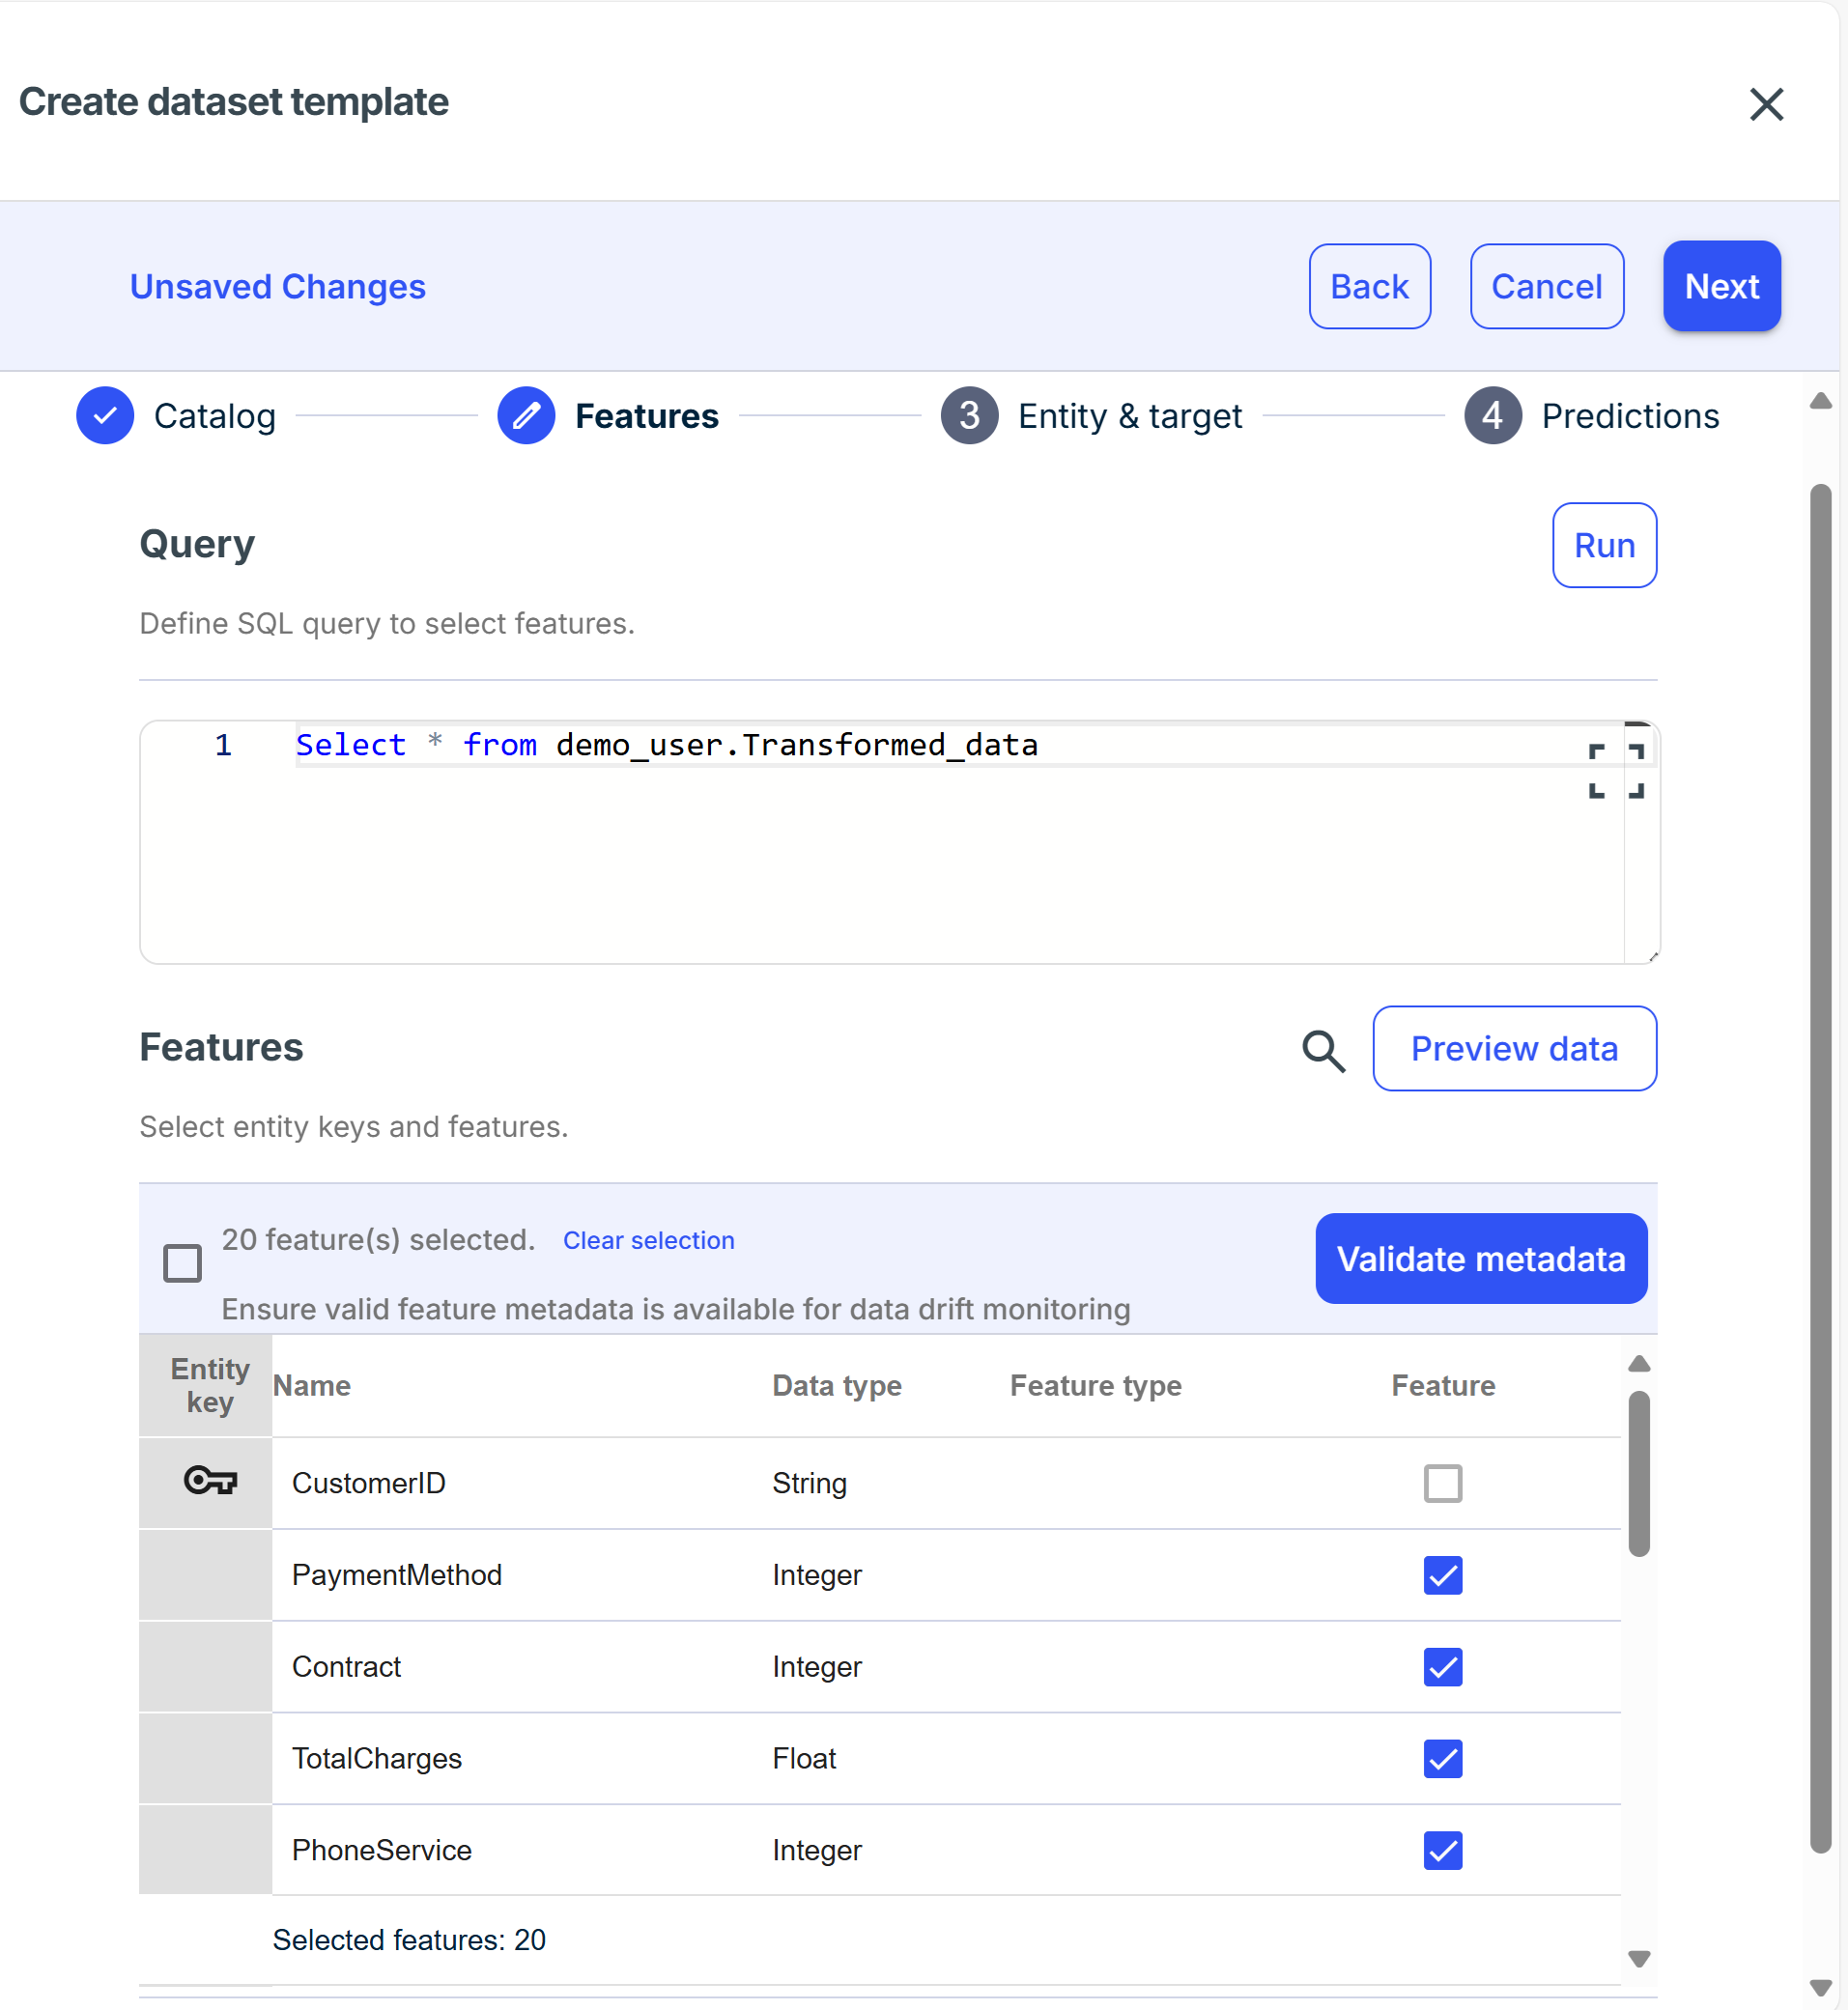 Create dataset template
Unsaved Changes
Back
Cancel
Next
Catalog
Features
3
Entity & target
4
Predictions
Query
Run
Define SQL query to select features.
1
Select * from demo_user.Transformed_data
Features
Preview data
Select entity keys and features.
20 feature(s) selected.
Clear selection
Validate metadata
Ensure valid feature metadata is available for data drift monitoring
Entity
key
Name
Data type
Feature type
Feature
CustomerID
String
PaymentMethod
Integer
Contract
Integer
TotalCharges
Float
PhoneService
Integer
Selected features: 20